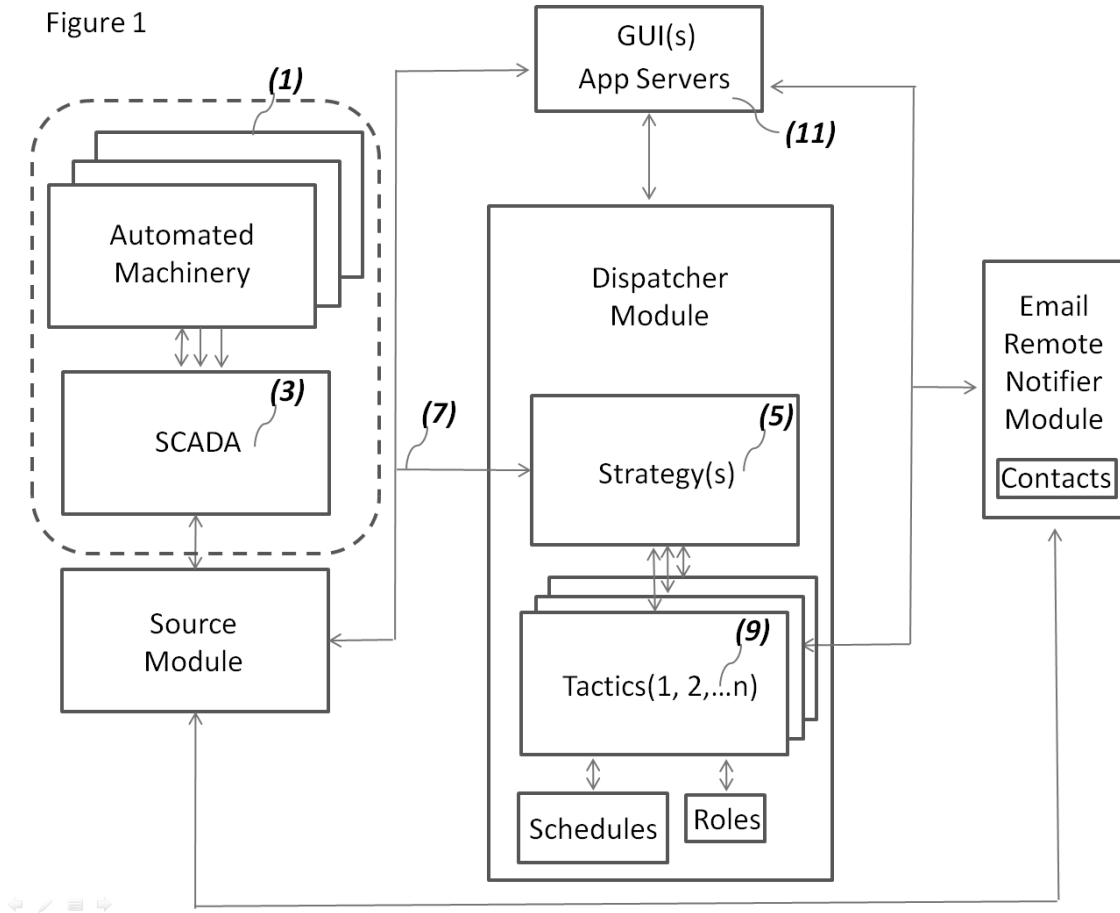 Figure 1
GUI(s)
App Servers
(11)
(1)
Automated
Machinery
(3)
SCADA
Source
Module
(7)
Dispatcher
Module
(5)
Strategy(s)
(9)
Tactics(1, 2,...n)
Schedules
Roles
Email
Remote
Notifier
Module
Contacts